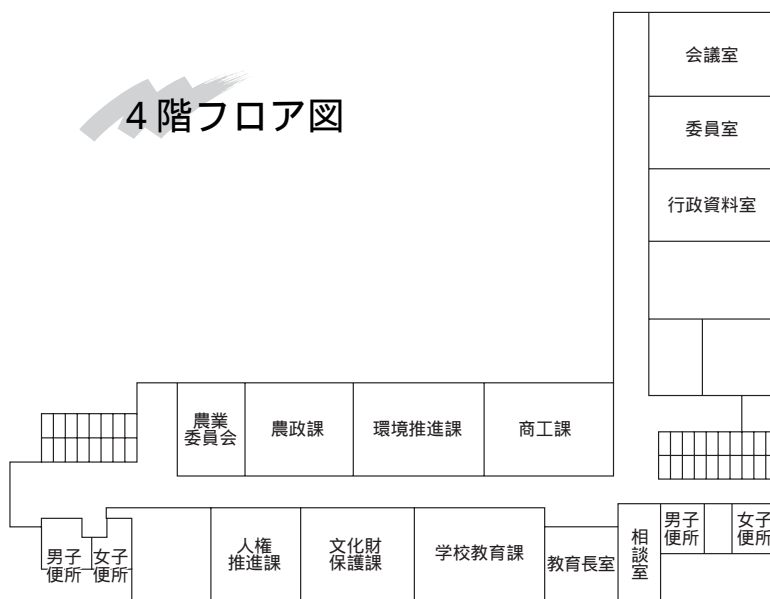 ４階フロア図
会議室
委員室
行政資料室
農業
委員会
農政課
環境推進課
商工課
男子
便所
女子
便所
人権
推進課
文化財
保護課
学校教育課
教育長室
相談室
男子
便所
女子
便所